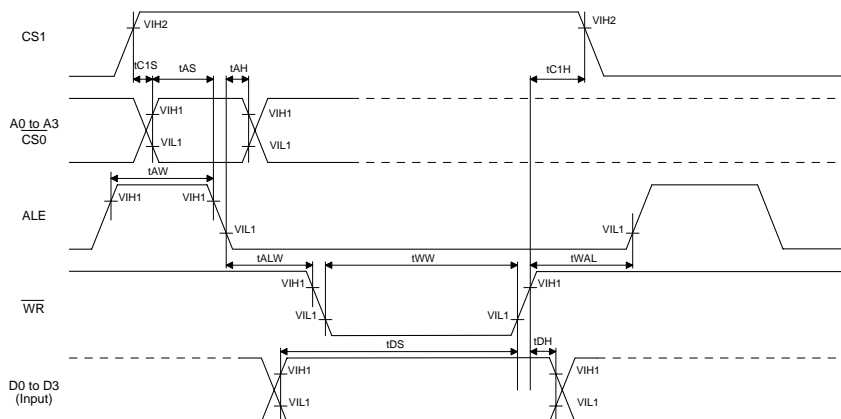 CS1
VIH2
VIH2
tC1S
tAS
tAH
tC1H
A0 to A3
CS0
VIH1
VIH1
VIL1
VIL1
tAW
ALE
VIH1
VIH1
VIL1
VIL1
tALW
tWW
tWAL
WR
VIH1
VIH1
VIL1
VIL1
tDS
tDH
D0 to D3
(Input)
VIH1
VIH1
VIL1
VIL1